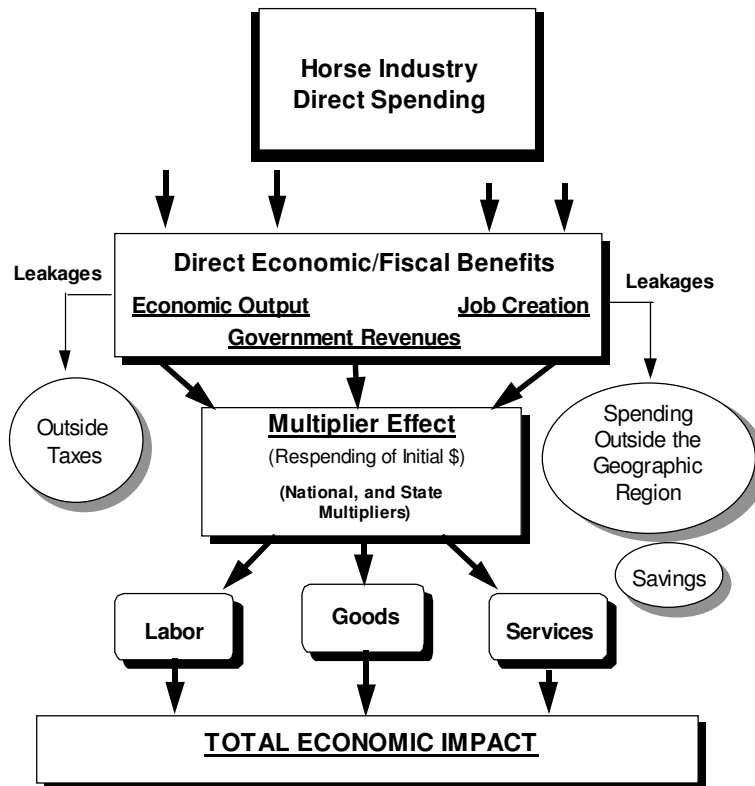 Horse Industry
Direct Spending
Direct Economic/Fiscal Benefits
Leakages
Leakages
Economic Output
Job Creation
Government Revenues
Outside
Taxes
Multiplier Effect
(Respending of Initial $)
(National, and State
Multipliers)
Spending
Outside the
Geographic
Region
Savings
Labor
Goods
Services
TOTAL ECONOMIC IMPACT